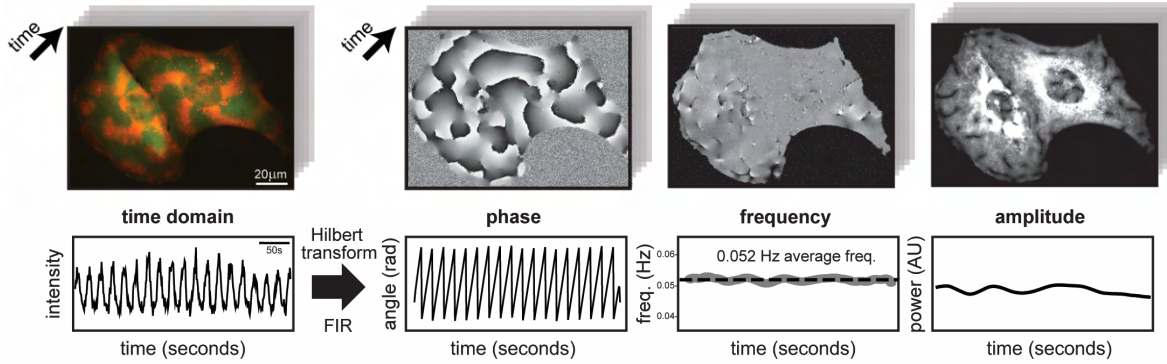 time
time
20μm
time domain
phase
frequency
amplitude
intensity
50s
time (seconds)
Hilbert
transform
FIR
angle (rad)
time (seconds)
freq. (Hz)
0.06
0.05
0.04
0.052 Hz average freq.
time (seconds)
power (AU)
time (seconds)